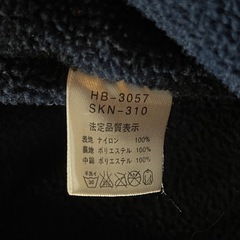 HB-3057
SKN-310
法定品質表示
表地 ナイロン 100%
裏地 ポリエステル 100%
中綿 ポリエステル 100%